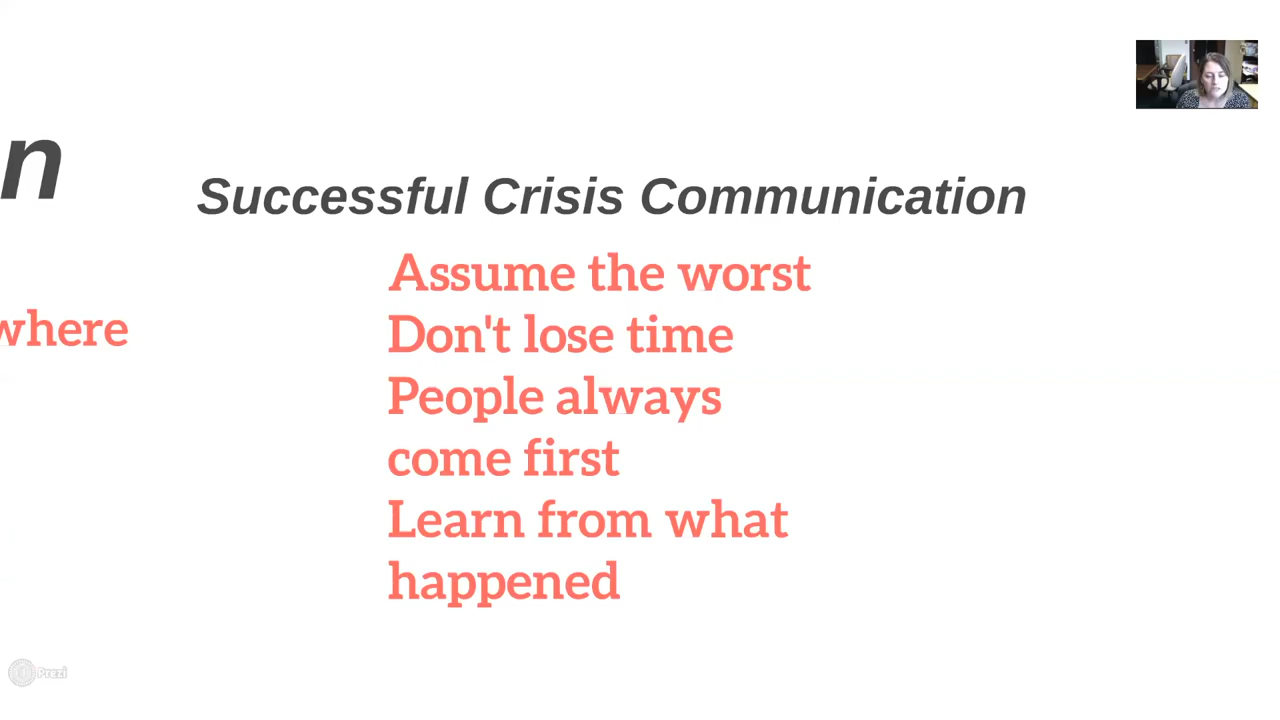 n
Successful Crisis Communication
Assume the worst
where
Don't lose time
People always
come first
Learn from what
happened
Prezi